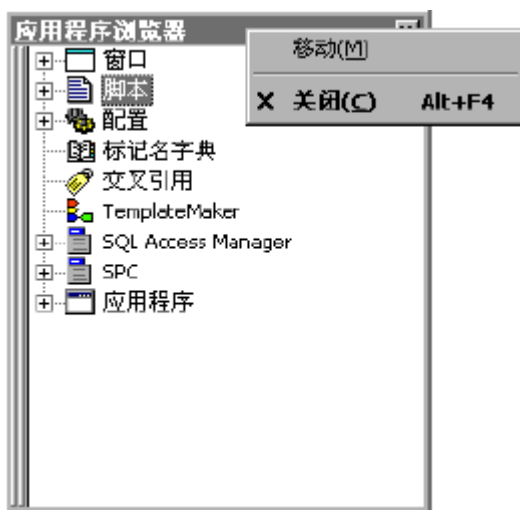 应用程序浏览器
移动(M)
关闭(C) Alt+F4
窗口
脚本
配置
标记名字典
交叉引用
TemplateMaker
SQL Access Manager
SPC
应用程序